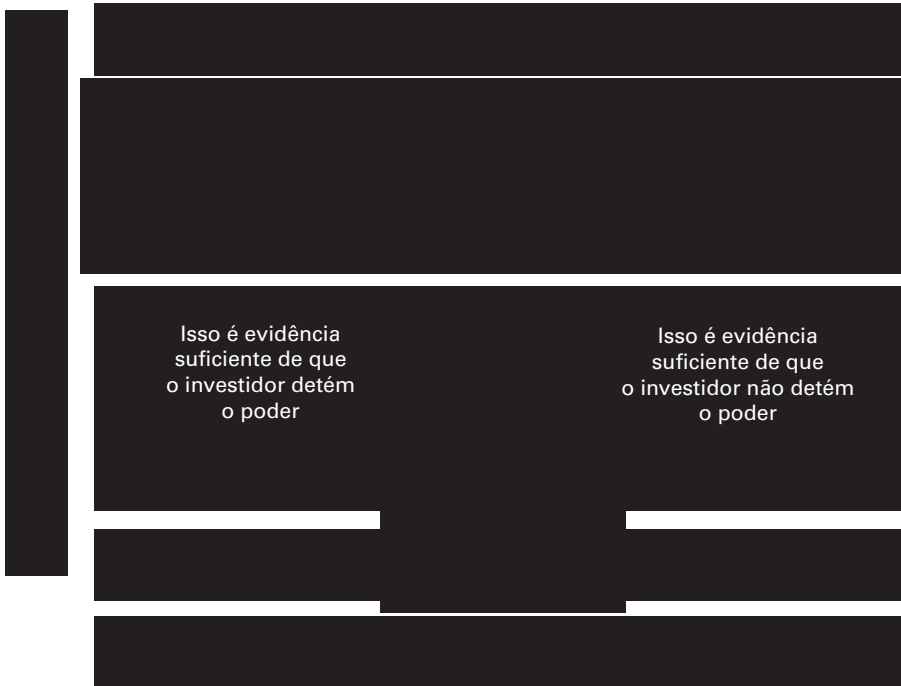 Isso é evidência
suficiente de que
o investidor detém
o poder
Isso é evidência
suficiente de que
o investidor não detém
o poder